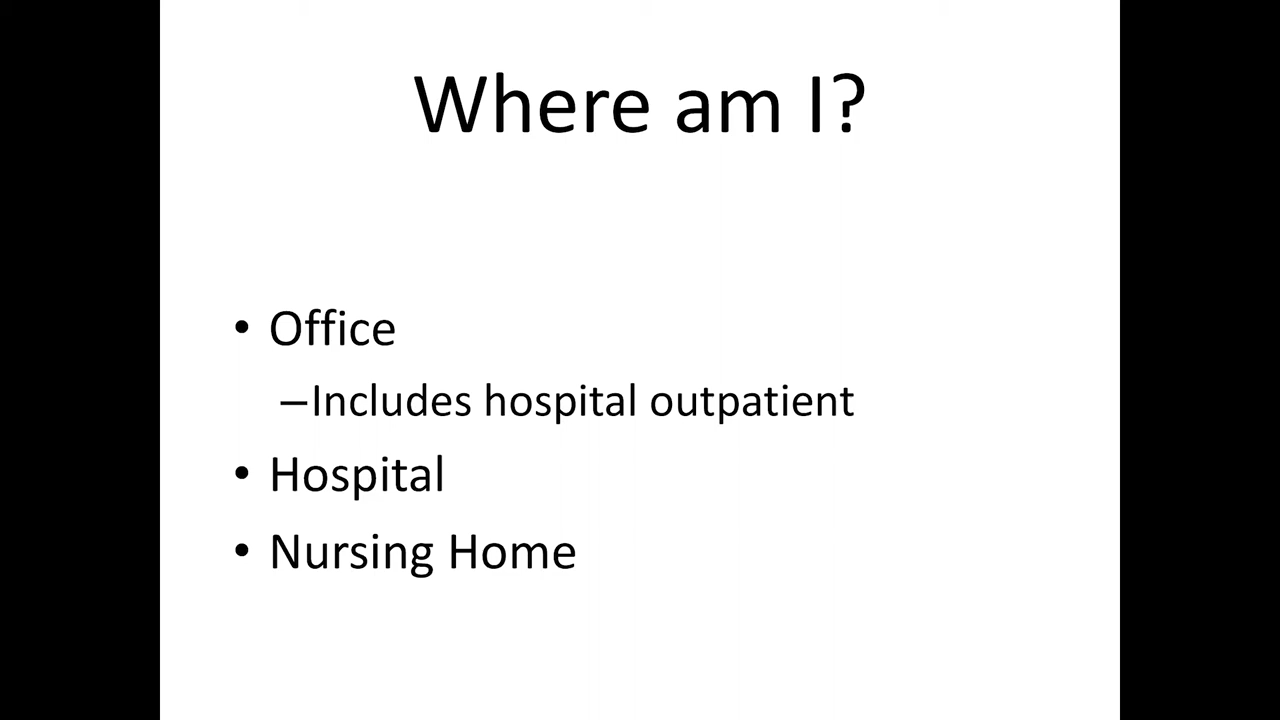 Where am I?
• Office
–Includes hospital outpatient
• Hospital
• Nursing Home